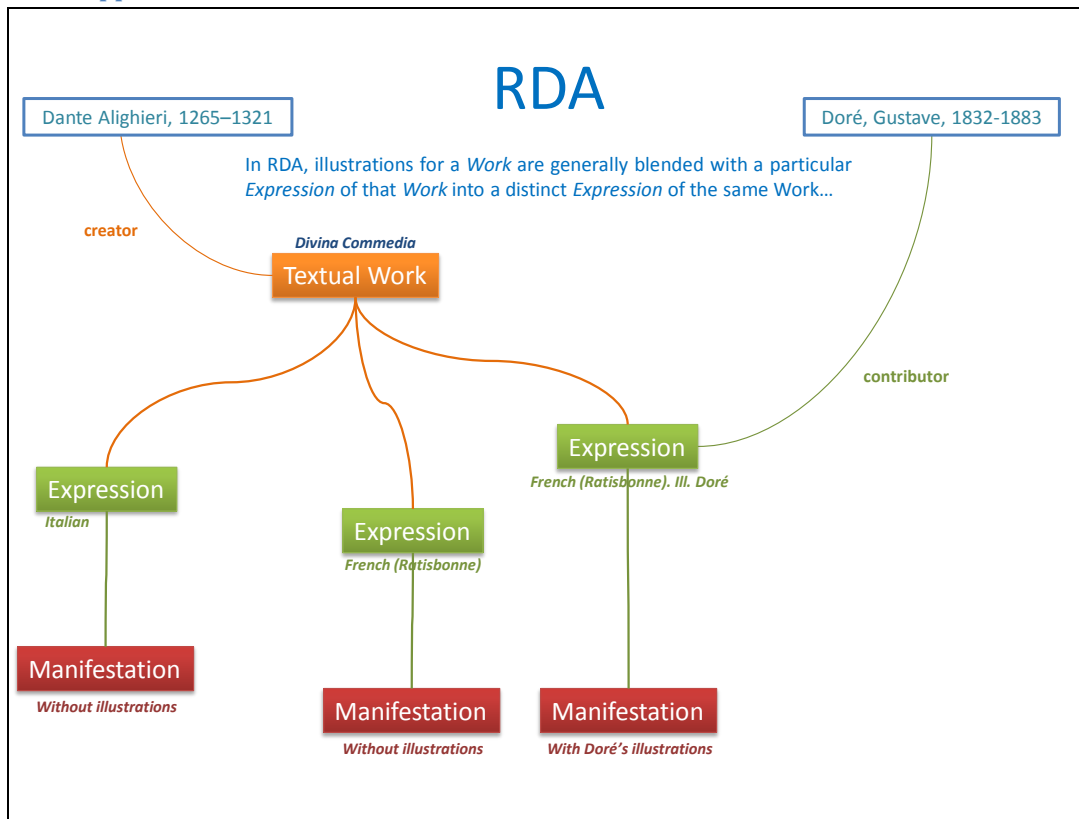 RDA
Dante Alighieri, 1265–1321
Doré, Gustave, 1832-1883
In RDA, illustrations for a Work are generally blended with a particular
Expression of that Work into a distinct Expression of the same Work…
creator
Divina Commedia
Textual Work
contributor
Expression
French (Ratisbonne). Ill. Doré
Expression
Italian
Expression
French (Ratisbonne)
Manifestation
Without illustrations
Manifestation
Without illustrations
Manifestation
With Doré’s illustrations